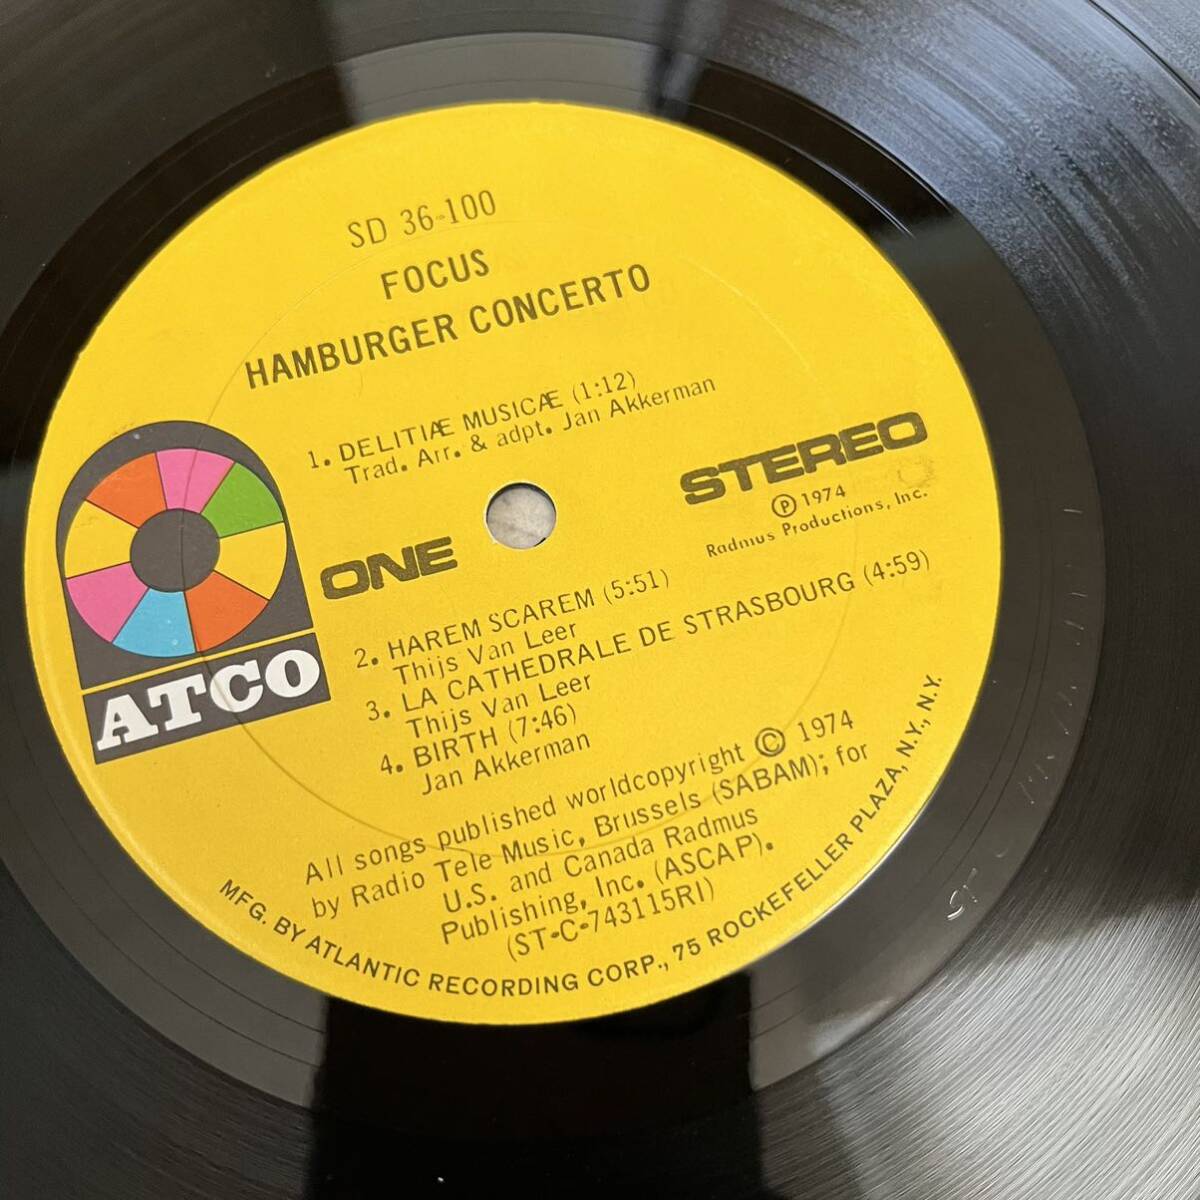 SD 36-100
FOCUS
HAMBURGER CONCERTO
1. DELITIÆ MUSICÆ (1:12)
Trad. Arr. & adpt. Jan Akkerman
STEREO
Ⓟ 1974
Radmus Productions, Inc.
ONE
2. HAREM SCAREM (5:51)
Thijs Van Leer
3. LA CATHEDRALE DE STRASBOURG (4:59)
Thijs Van Leer
4. BIRTH (7:46)
Jan Akkerman
ATCO
All songs published worldcopyright © 1974
by Radio Tele Music, Brussels (SABAM); for
U.S. and Canada Radmus
Publishing, Inc. (ASCAP).
(ST-C-743115RI)
MFG. BY ATLANTIC RECORDING CORP., 75 ROCKEFELLER PLAZA, N.Y., N.Y.